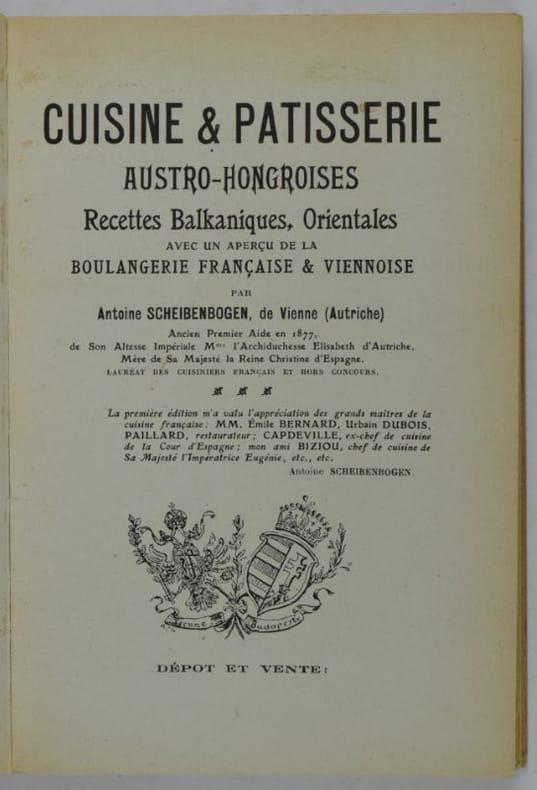 CUISINE & PATISSERIE
AUSTRO-HONGROISES
Recettes Balkaniques, Orientales
AVEC UN APERÇU DE LA
BOULANGERIE FRANÇAISE & VIENNOISE
PAR
Antoine SCHEIBENBOGEN, de Vienne (Autriche)
Ancien Premier Aide en 1877,
de Son Altesse Impériale Mme l'Archiduchesse Elisabeth d'Autriche,
Mère de Sa Majesté la Reine Christine d'Espagne.
LAURÉAT DES CUISINIERS FRANÇAIS ET HORS CONCOURS.
La première édition m'a valu l'appréciation des grands maîtres de la
cuisine française : MM. Émile BERNARD, Urbain DUBOIS,
PAILLARD, restaurateur ; CAPDEVILLE, ex-chef de cuisine
de la Cour d'Espagne ; mon ami BIZIOU, chef de cuisine de
Sa Majesté l'Impératrice Eugénie, etc., etc.
Antoine SCHEIBENBOGEN.
Vienne Budapest
DÉPOT ET VENTE :